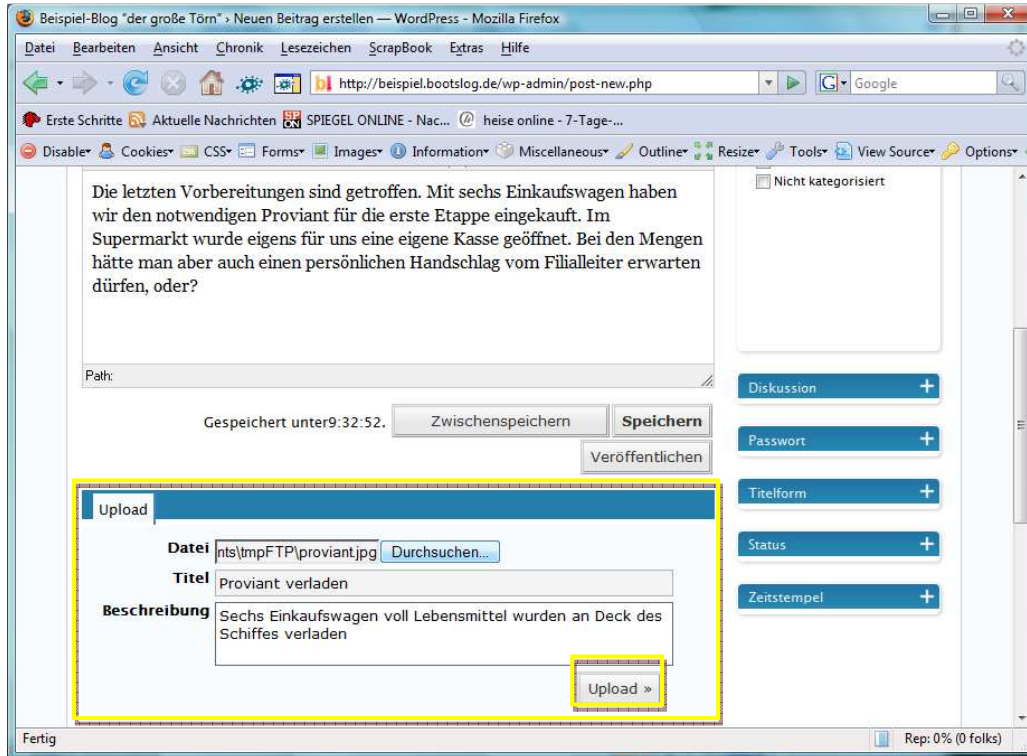 Beispiel-Blog "der große Törn" › Neuen Beitrag erstellen — WordPress - Mozilla Firefox
Datei Bearbeiten Ansicht Chronik Lesezeichen ScrapBook Extras Hilfe
http://beispiel.bootslog.de/wp-admin/post-new.php
G Google
Erste Schritte Aktuelle Nachrichten SPIEGEL ONLINE - Nac... heise online - 7-Tage-...
Disable Cookies CSS Forms Images Information Miscellaneous Outline Resize Tools View Source Options
Nicht kategorisiert
Die letzten Vorbereitungen sind getroffen. Mit sechs Einkaufswagen haben
wir den notwendigen Proviant für die erste Etappe eingekauft. Im
Supermarkt wurde eigens für uns eine eigene Kasse geöffnet. Bei den Mengen
hätte man aber auch einen persönlichen Handschlag vom Filialleiter erwarten
dürfen, oder?
Path:
Gespeichert unter9:32:52. Zwischenspeichern Speichern
Veröffentlichen
Diskussion +
Passwort +
Titelform +
Status +
Zeitstempel +
Upload
Datei nts\tmpFTP\proviant.jpg Durchsuchen...
Titel Proviant verladen
Beschreibung Sechs Einkaufswagen voll Lebensmittel wurden an Deck des
Schiffes verladen
Upload »
Fertig Rep: 0% (0 folks)